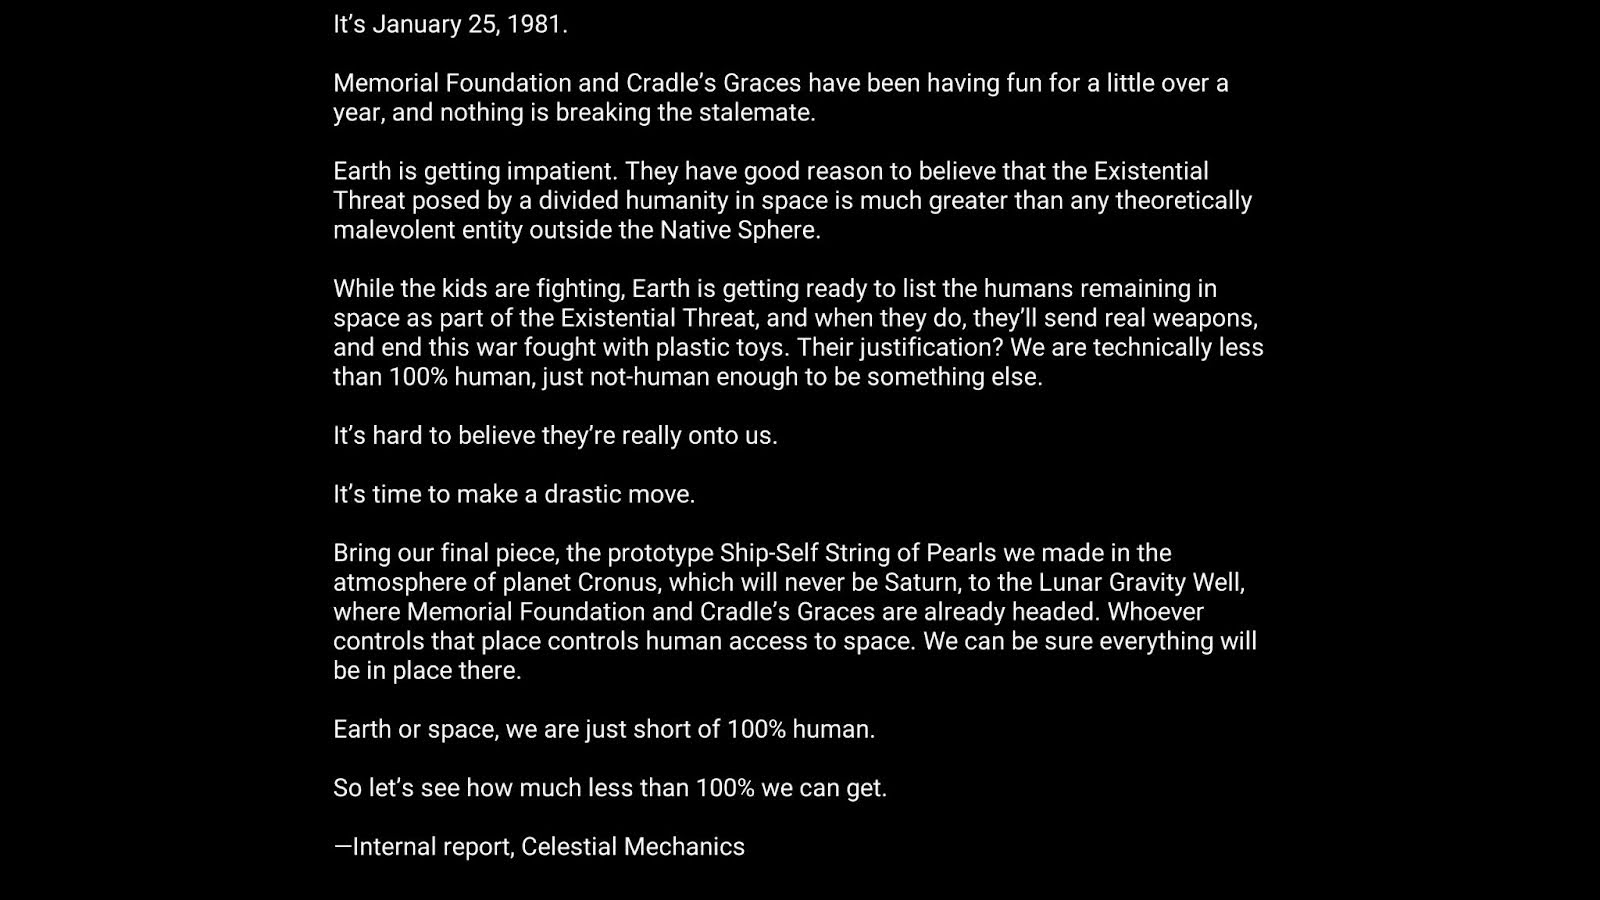 It’s January 25, 1981.
Memorial Foundation and Cradle’s Graces have been having fun for a little over a
year, and nothing is breaking the stalemate.
Earth is getting impatient. They have good reason to believe that the Existential
Threat posed by a divided humanity in space is much greater than any theoretically
malevolent entity outside the Native Sphere.
While the kids are fighting, Earth is getting ready to list the humans remaining in
space as part of the Existential Threat, and when they do, they’ll send real weapons,
and end this war fought with plastic toys. Their justification? We are technically less
than 100% human, just not-human enough to be something else.
It’s hard to believe they’re really onto us.
It’s time to make a drastic move.
Bring our final piece, the prototype Ship-Self String of Pearls we made in the
atmosphere of planet Cronus, which will never be Saturn, to the Lunar Gravity Well,
where Memorial Foundation and Cradle’s Graces are already headed. Whoever
controls that place controls human access to space. We can be sure everything will
be in place there.
Earth or space, we are just short of 100% human.
So let’s see how much less than 100% we can get.
—Internal report, Celestial Mechanics